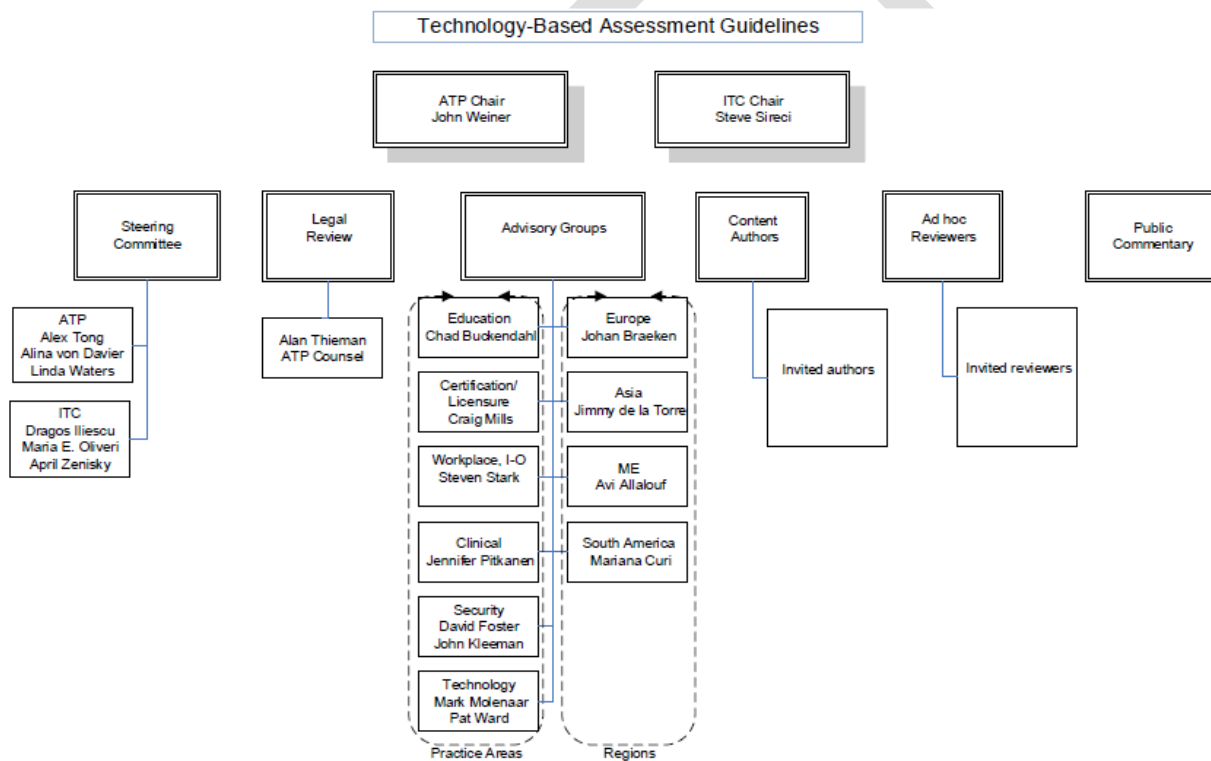 Technology-Based Assessment Guidelines
ATP Chair
John Weiner
ITC Chair
Steve Sireci
Steering
Committee
Legal
Review
Advisory Groups
Content
Authors
Ad hoc
Reviewers
Public
Commentary
ATP
Alex Tong
Alina von Davier
Linda Waters
ITC
Dragos Iliescu
Maria E. Oliveri
April Zenisky
Alan Thieman
ATP Counsel
Education
Chad Buckendahl
Certification/
Licensure
Craig Mills
Workplace, I-O
Steven Stark
Clinical
Jennifer Pitkanen
Security
David Foster
John Kleeman
Technology
Mark Molenaar
Pat Ward
Practice Areas
Europe
Johan Braeken
Asia
Jimmy de la Torre
ME
Avi Allalouf
South America
Mariana Curi
Regions
Invited authors
Invited reviewers